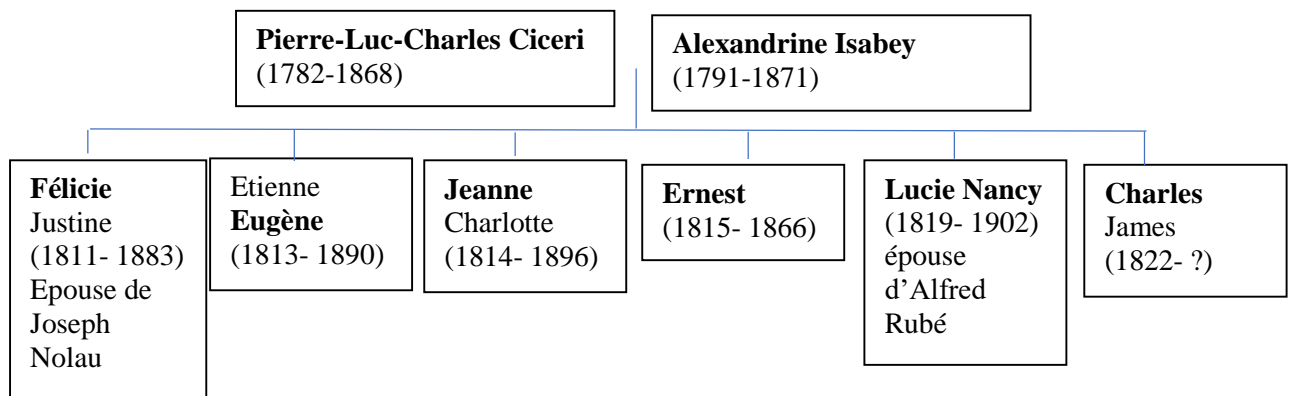 Pierre-Luc-Charles Ciceri
(1782-1868)
Alexandrine Isabey
(1791-1871)
Félicie
Justine
(1811- 1883)
Epouse de
Joseph
Nolau
Etienne
Eugène
(1813- 1890)
Jeanne
Charlotte
(1814- 1896)
Ernest
(1815- 1866)
Lucie Nancy
(1819- 1902)
épouse
d’Alfred
Rubé
Charles
James
(1822- ?)